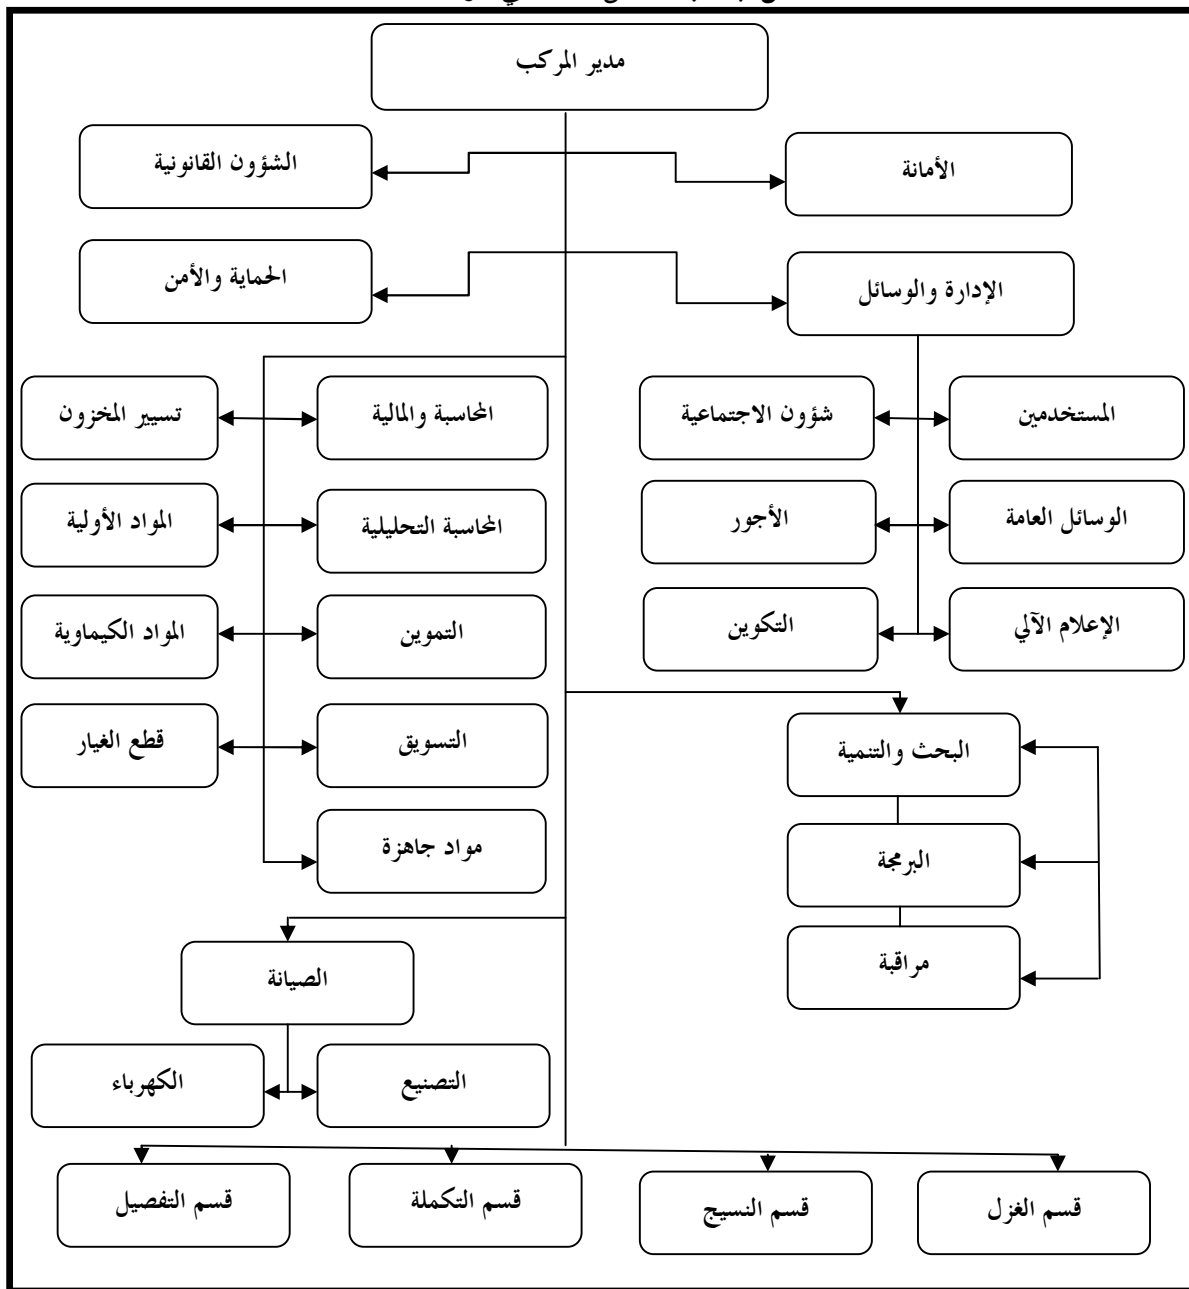 مدير المركب
الأمانة
الشؤون القانونية
الإدارة والوسائل
الحماية والأمن
المستخدمين
شؤون الاجتماعية
المحاسبة والمالية
تسيير المخزون
الوسائل العامة
الأجور
المحاسبة التحليلية
المواد الأولية
الإعلام الآلي
التكوين
التموين
المواد الكيماوية
البحث والتنمية
التسويق
قطع الغيار
البرمجة
مواد جاهزة
مراقبة
الصيانة
التصنيع
الكهرباء
قسم الغزل
قسم النسيج
قسم التكملة
قسم التفصيل